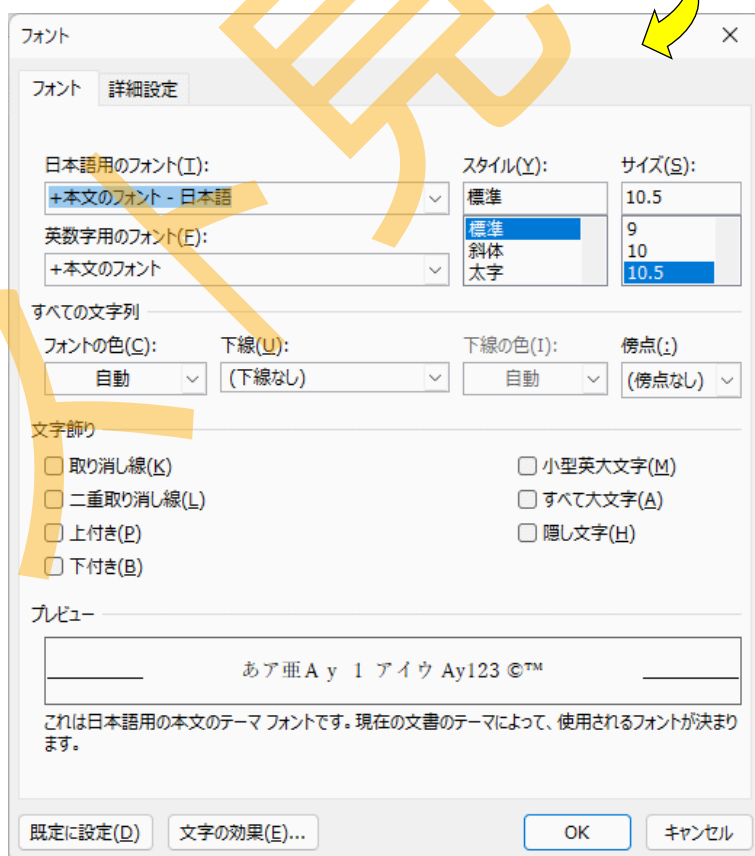 フォント
フォント 詳細設定
日本語用のフォント(T): スタイル(Y): サイズ(S):
+本文のフォント - 日本語 標準 10.5
英数字用のフォント(F): 標準 9
斜体 10
+本文のフォント 太字 10.5
すべての文字列
フォントの色(C): 下線(U): 下線の色(I): 傍点(:)
自動 (下線なし) 自動 (傍点なし)
文字飾り
取り消し線(K) 小型英大文字(M)
二重取り消し線(L) すべて大文字(A)
上付き(P) 隠し文字(H)
下付き(B)
プレビュー
あア亜Ａｙ １ アイウ Ay123 ©™
これは日本語用の本文のテーマ フォントです。現在の文書のテーマによって、使用されるフォントが決まり
ます。
既定に設定(D) 文字の効果(E)... OK キャンセル